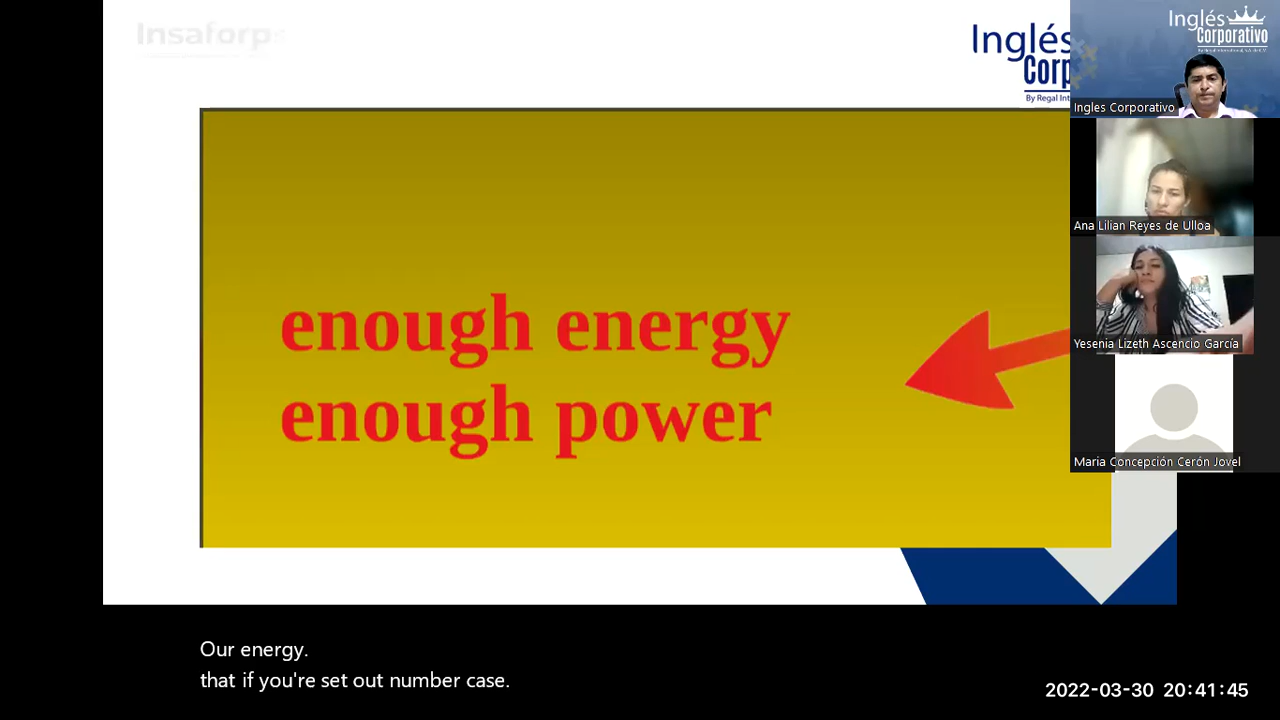 Insaforp
Inglés
Corp
By Regal Int
enough energy
enough power
Inglés
Corporativo
Ingles Corporativo
Ana Lilian Reyes de Ulloa
Yesenia Lizeth Ascencio García
Maria Concepción Cerón Jovel
Our energy.
that if you're set out number case.
2022-03-30 20:41:45